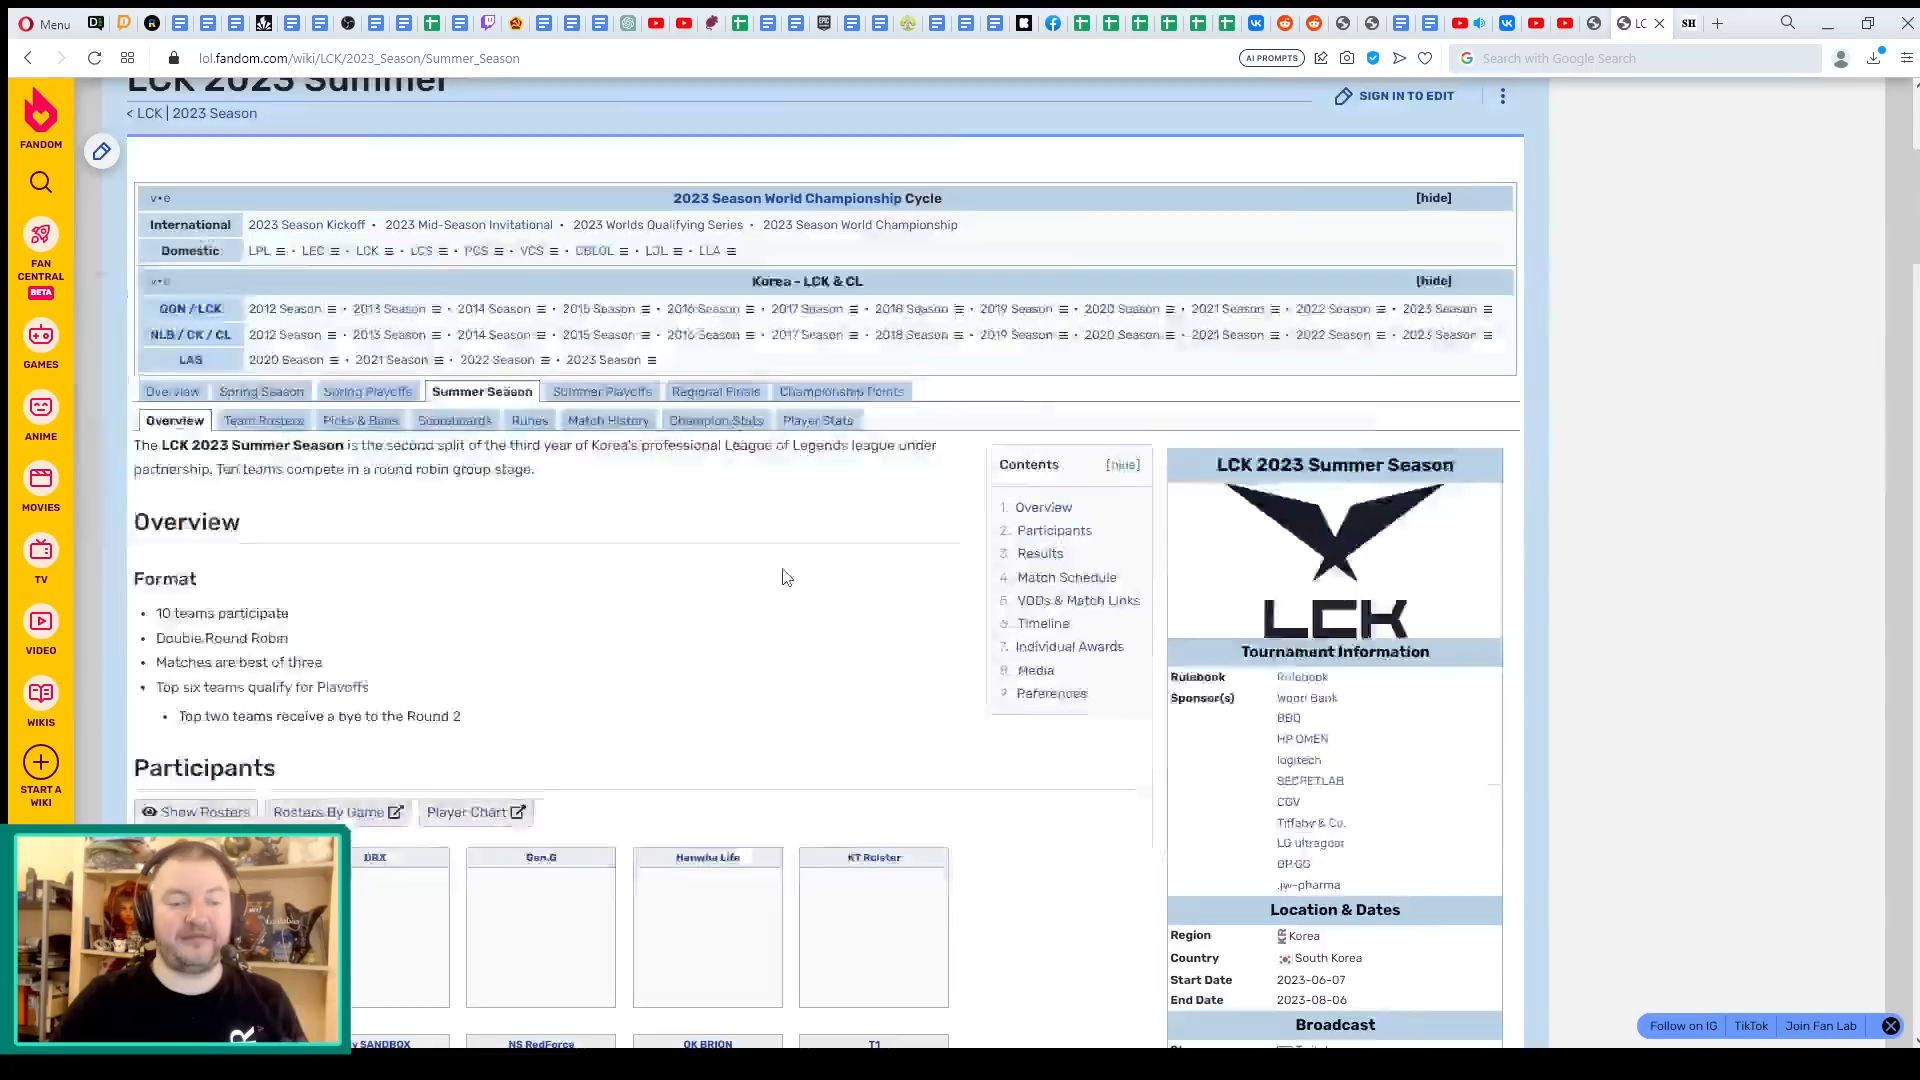 Menu
LC
SH
lol.fandom.com/wiki/LCK/2023_Season/Summer_Season
AI PROMPTS
Search with Google Search
LCK 2023 Summer
< LCK | 2023 Season
SIGN IN TO EDIT
FANDOM
FAN CENTRAL
BETA
GAMES
ANIME
MOVIES
TV
VIDEO
WIKIS
START A WIKI
v • e
2023 Season World Championship Cycle
[hide]
International
2023 Season Kickoff • 2023 Mid-Season Invitational • 2023 Worlds Qualifying Series • 2023 Season World Championship
Domestic
LPL • LEC • LCK • LCS • PCS • VCS • CBLOL • LJL • LLA
v • e
Korea - LCK & CL
[hide]
OGN / LCK
2012 Season • 2013 Season • 2014 Season • 2015 Season • 2016 Season • 2017 Season • 2018 Season • 2019 Season • 2020 Season • 2021 Season • 2022 Season • 2023 Season
NLB / CK / CL
2012 Season • 2013 Season • 2014 Season • 2015 Season • 2016 Season • 2017 Season • 2018 Season • 2019 Season • 2020 Season • 2021 Season • 2022 Season • 2023 Season
LAS
2020 Season • 2021 Season • 2022 Season • 2023 Season
Overview Spring Season Spring Playoffs Summer Season Summer Playoffs Regional Finals Championship Points
Overview Team Rosters Picks & Bans Scoreboards Runes Match History Champion Stats Player Stats
The LCK 2023 Summer Season is the second split of the third year of Korea's professional League of Legends league under
partnership. Ten teams compete in a round robin group stage.
Overview
Format
• 10 teams participate
• Double Round Robin
• Matches are best of three
• Top six teams qualify for Playoffs
• Top two teams receive a bye to the Round 2
Participants
Show Rosters
Rosters By Game
Player Chart
DRX
Gen.G
Hanwha Life
KT Rolster
SANDBOX
NS RedForce
OK BRION
T1
Contents [hide]
1. Overview
2. Participants
3. Results
4. Match Schedule
5. VODs & Match Links
6. Timeline
7. Individual Awards
8. Media
9. References
LCK 2023 Summer Season
LCK
Tournament Information
Rulebook Rulebook
Sponsor(s) Woori Bank
BBQ
HP OMEN
logitech
SECRETLAB
CGV
Tiffany & Co.
LG ultragear
OP.GG
jw-pharma
Location & Dates
Region Korea
Country South Korea
Start Date 2023-06-07
End Date 2023-08-06
Broadcast
Follow on IG
TikTok
Join Fan Lab